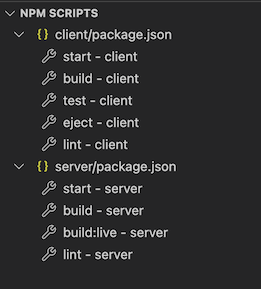 NPM SCRIPTS
{ } client/package.json
start - client
build - client
test - client
eject - client
lint - client
{ } server/package.json
start - server
build - server
build:live - server
lint - server